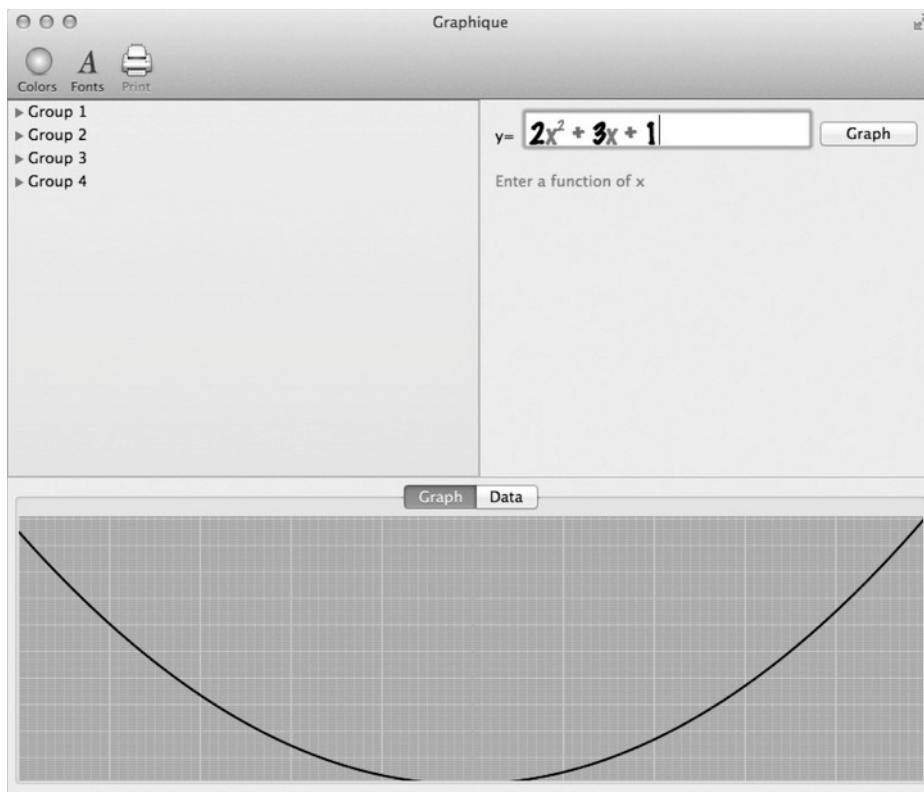 Graphique
Colors Fonts Print
Group 1
Group 2
Group 3
Group 4
y= 2x² + 3x + 1 Graph
Enter a function of x
Graph Data